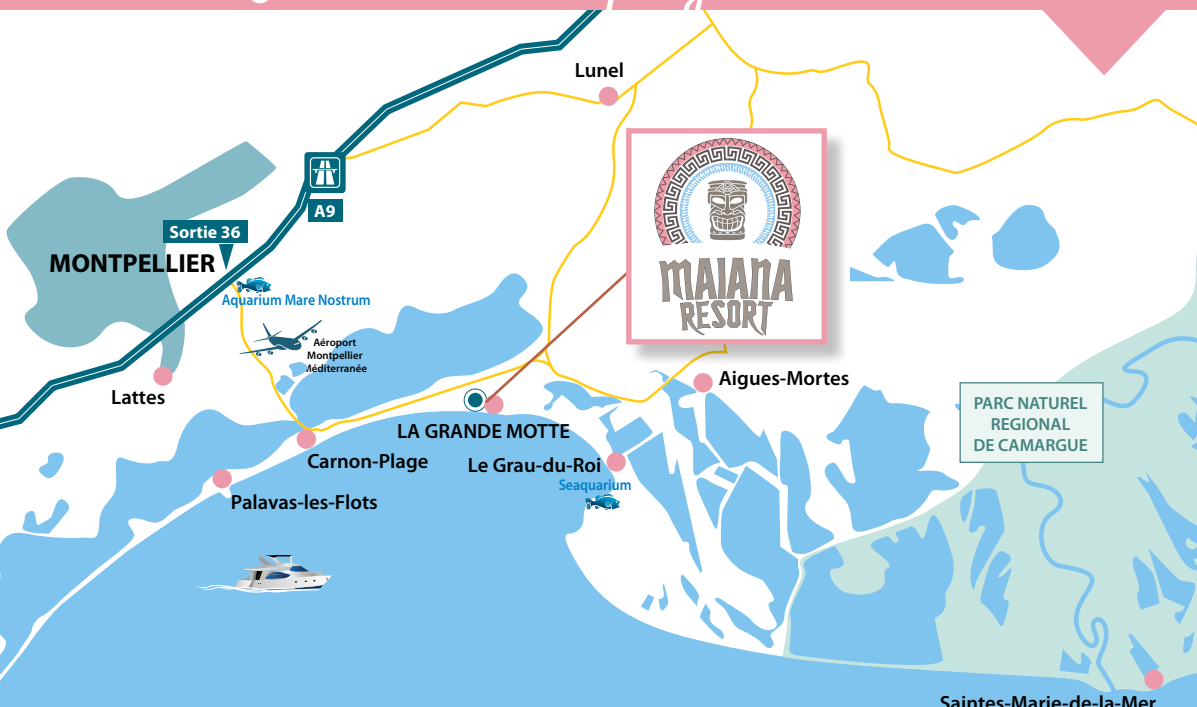 Lunel
A9
Sortie 36
MONTPELLIER
Aquarium Mare Nostrum
Aéroport
Montpellier
Méditerranée
MAIANA
RESORT
Lattes
Aigues-Mortes
PARC NATUREL
REGIONAL
DE CAMARGUE
LA GRANDE MOTTE
Carnon-Plage
Le Grau-du-Roi
Seaquarium
Palavas-les-Flots
Saintes-Marie-de-la-Mer